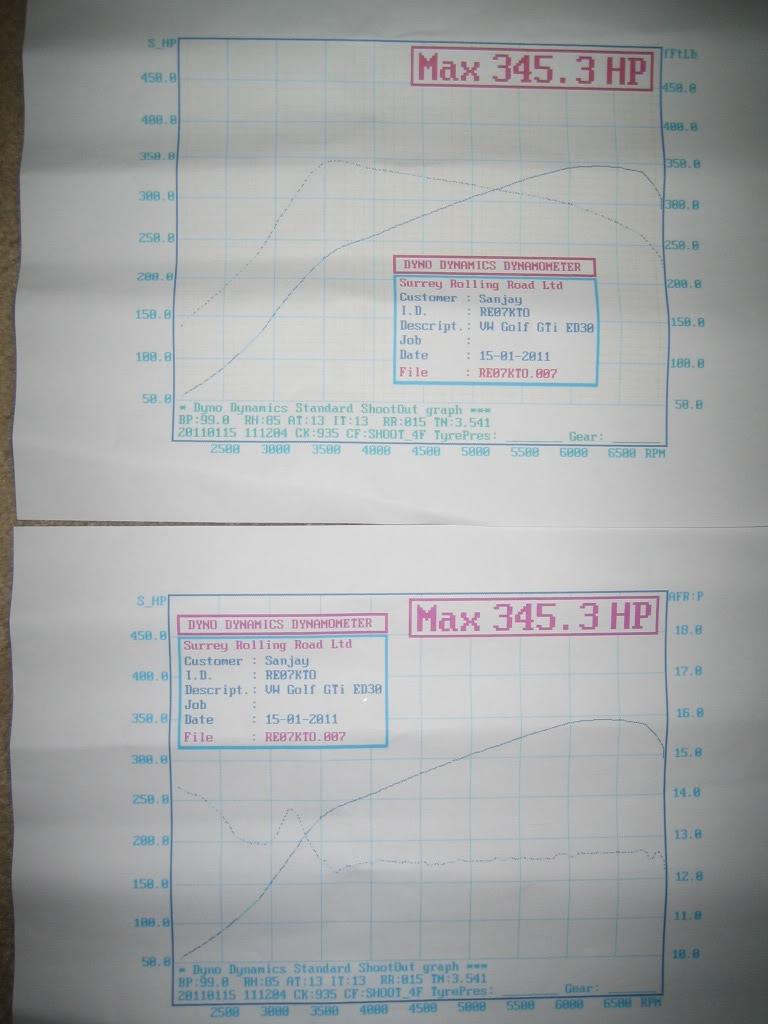 S_HP
Max 345.3 HP
fFtLb
450.0
450.0
400.0
400.0
350.0
350.0
300.0
300.0
250.0
250.0
200.0
200.0
150.0
150.0
100.0
100.0
50.0
50.0
DYNO DYNAMICS DYNAMOMETER
Surrey Rolling Road Ltd
Customer : Sanjay
I.D. : RE07KTO
Descript.: VW Golf GTi ED30
Job :
Date : 15-01-2011
File : RE07KTO.007
* Dyno Dynamics Standard ShootOut graph ***
BP:99.0 RH:85 AT:13 IT:13 RR:015 TN:3.541
20110115 111204 CK:935 CF:SHOOT_4F TyrePres: ________ Gear: ______
2500 3000 3500 4000 4500 5000 5500 6000 6500 RPM
S_HP
Max 345.3 HP
AFR:P
450.0
400.0
350.0
300.0
250.0
200.0
150.0
100.0
50.0
18.0
17.0
16.0
15.0
14.0
13.0
12.0
11.0
10.0
DYNO DYNAMICS DYNAMOMETER
Surrey Rolling Road Ltd
Customer : Sanjay
I.D. : RE07KTO
Descript.: VW Golf GTi ED30
Job :
Date : 15-01-2011
File : RE07KTO.007
* Dyno Dynamics Standard ShootOut graph ***
BP:99.0 RH:85 AT:13 IT:13 RR:015 TN:3.541
20110115 111204 CK:935 CF:SHOOT_4F TyrePres: ________ Gear: ______
2500 3000 3500 4000 4500 5000 5500 6000 6500 RPM